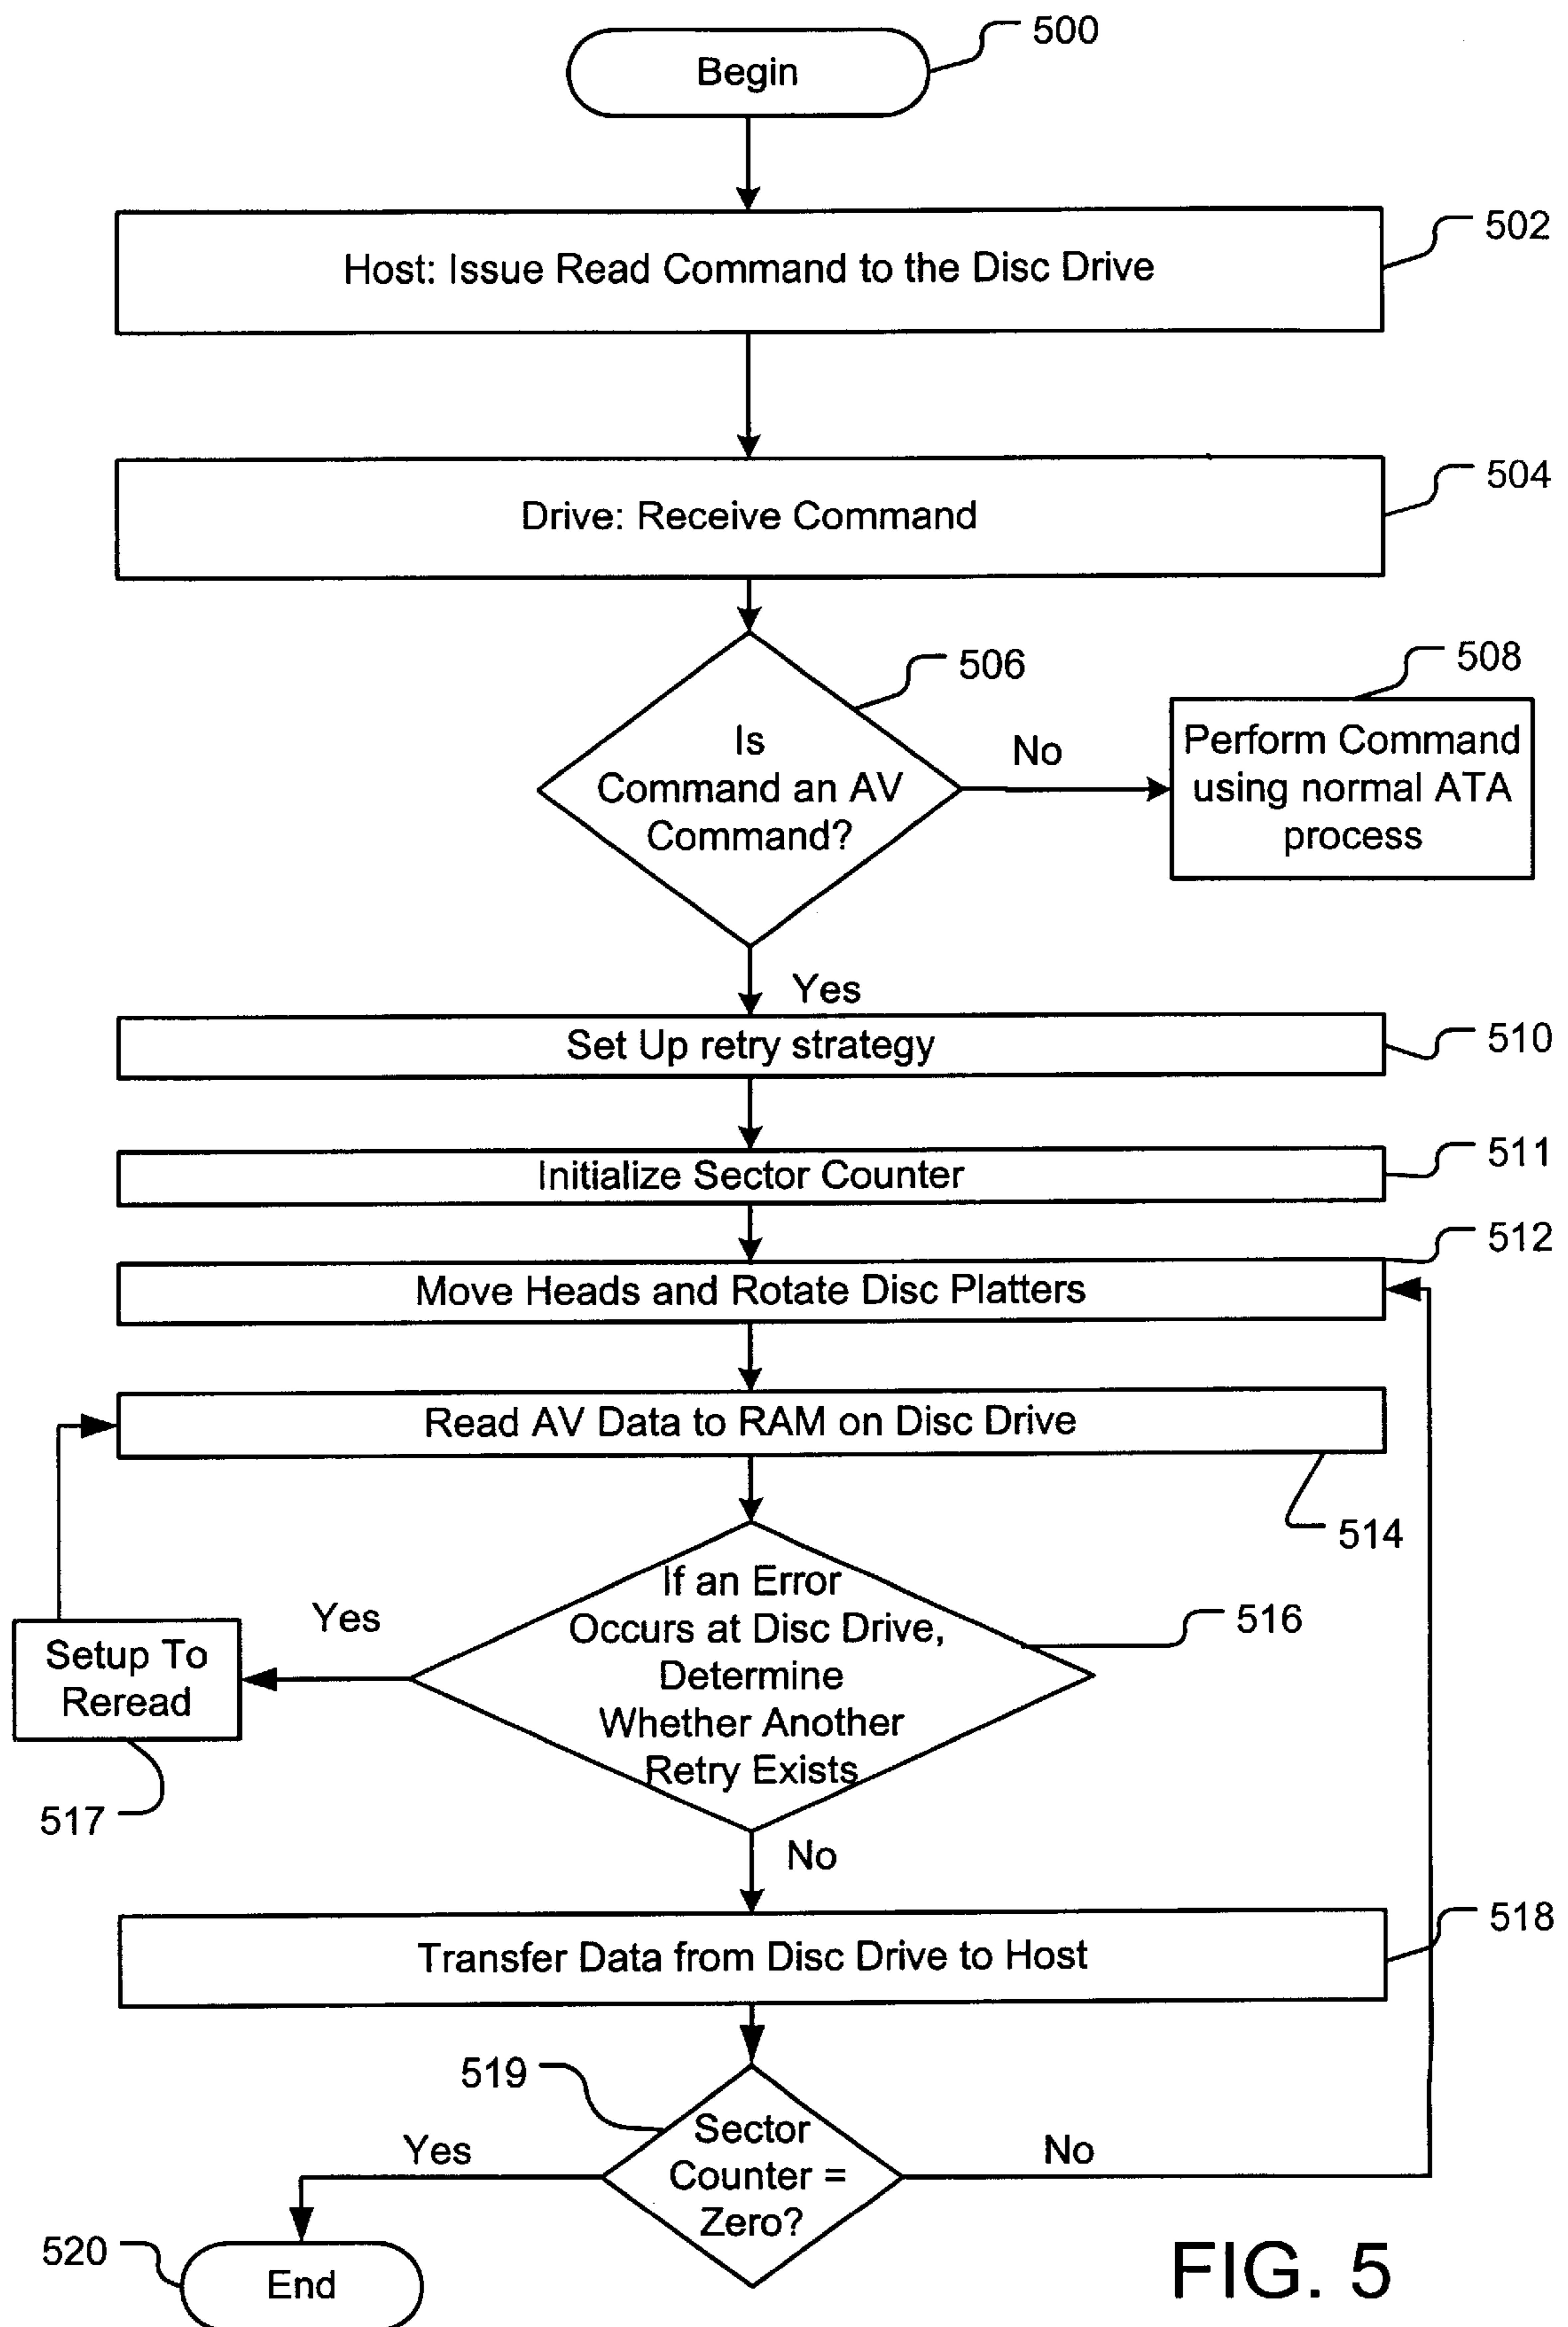 500
Begin
502
Host: Issue Read Command to the Disc Drive
504
Drive: Receive Command
506
508
Is
Command an AV
Command?
No
Perform Command
using normal ATA
process
Yes
510
Set Up retry strategy
511
Initialize Sector Counter
512
Move Heads and Rotate Disc Platters
Read AV Data to RAM on Disc Drive
514
If an Error
Occurs at Disc Drive,
Determine
Whether Another
Retry Exists
516
Yes
Setup To
Reread
517
No
518
Transfer Data from Disc Drive to Host
519
Sector
Counter =
Zero?
Yes
No
520
End
FIG. 5